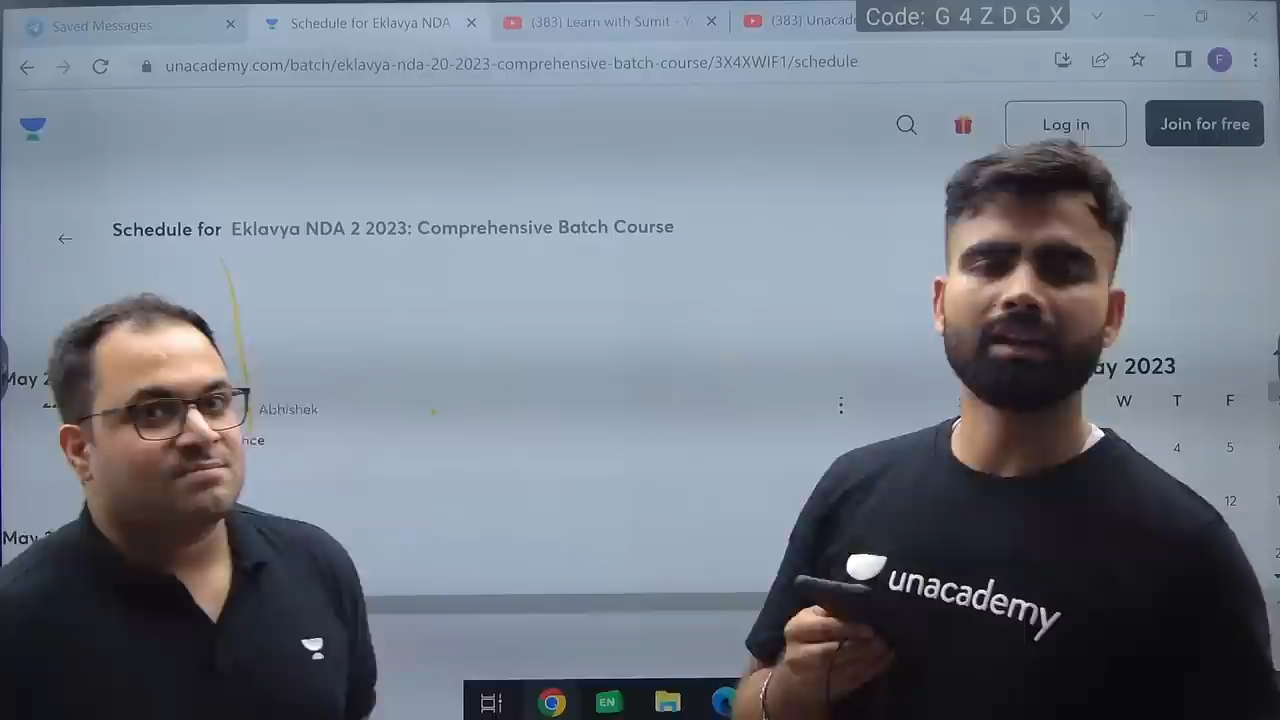 Saved Messages
Schedule for Eklavya NDA
(383) Learn with Sumit - Y
(383) Unacade
Code: G 4 Z D G X
unacademy.com/batch/eklavya-nda-20-2023-comprehensive-batch-course/3X4XWIF1/schedule
F
Log in
Join for free
Schedule for Eklavya NDA 2 2023: Comprehensive Batch Course
May 2
Abhishek
nce
May
ay 2023
W T F
4 5
12
unacademy
EN